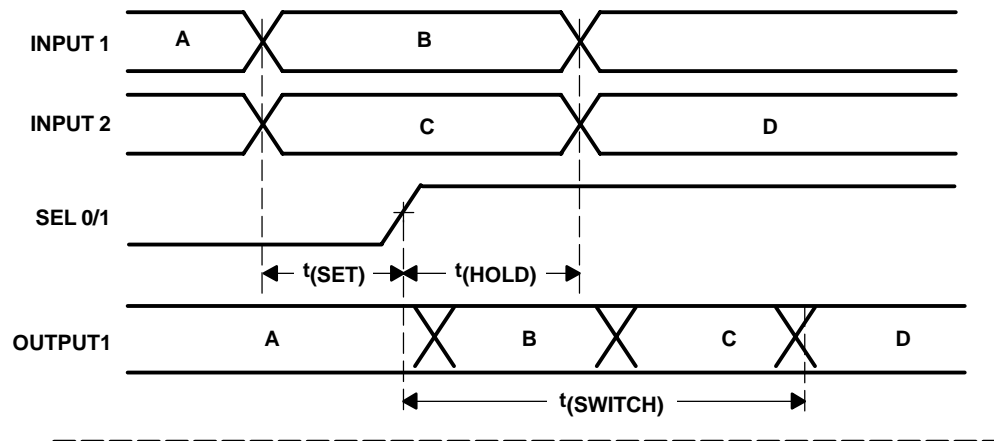 INPUT 1 A B
INPUT 2 C D
SEL 0/1
t(SET) t(HOLD)
OUTPUT1 A B C D
t(SWITCH)